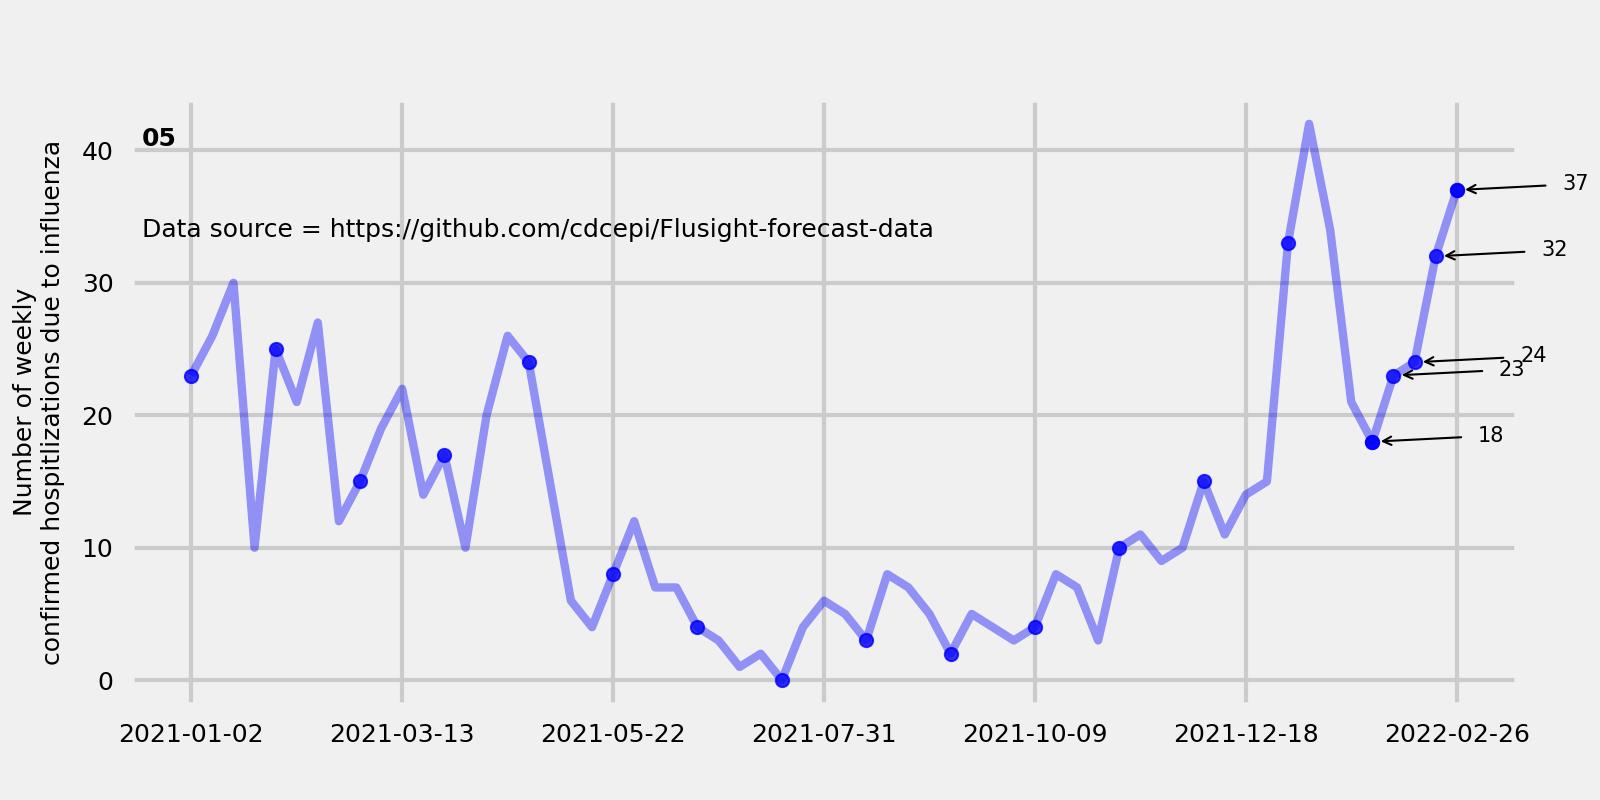 05
Data source = https://github.com/cdcepi/Flusight-forecast-data
Number of weekly
confirmed hospitlizations due to influenza
40
30
20
10
0
37
32
24
23
18
2021-01-02 2021-03-13 2021-05-22 2021-07-31 2021-10-09 2021-12-18 2022-02-26